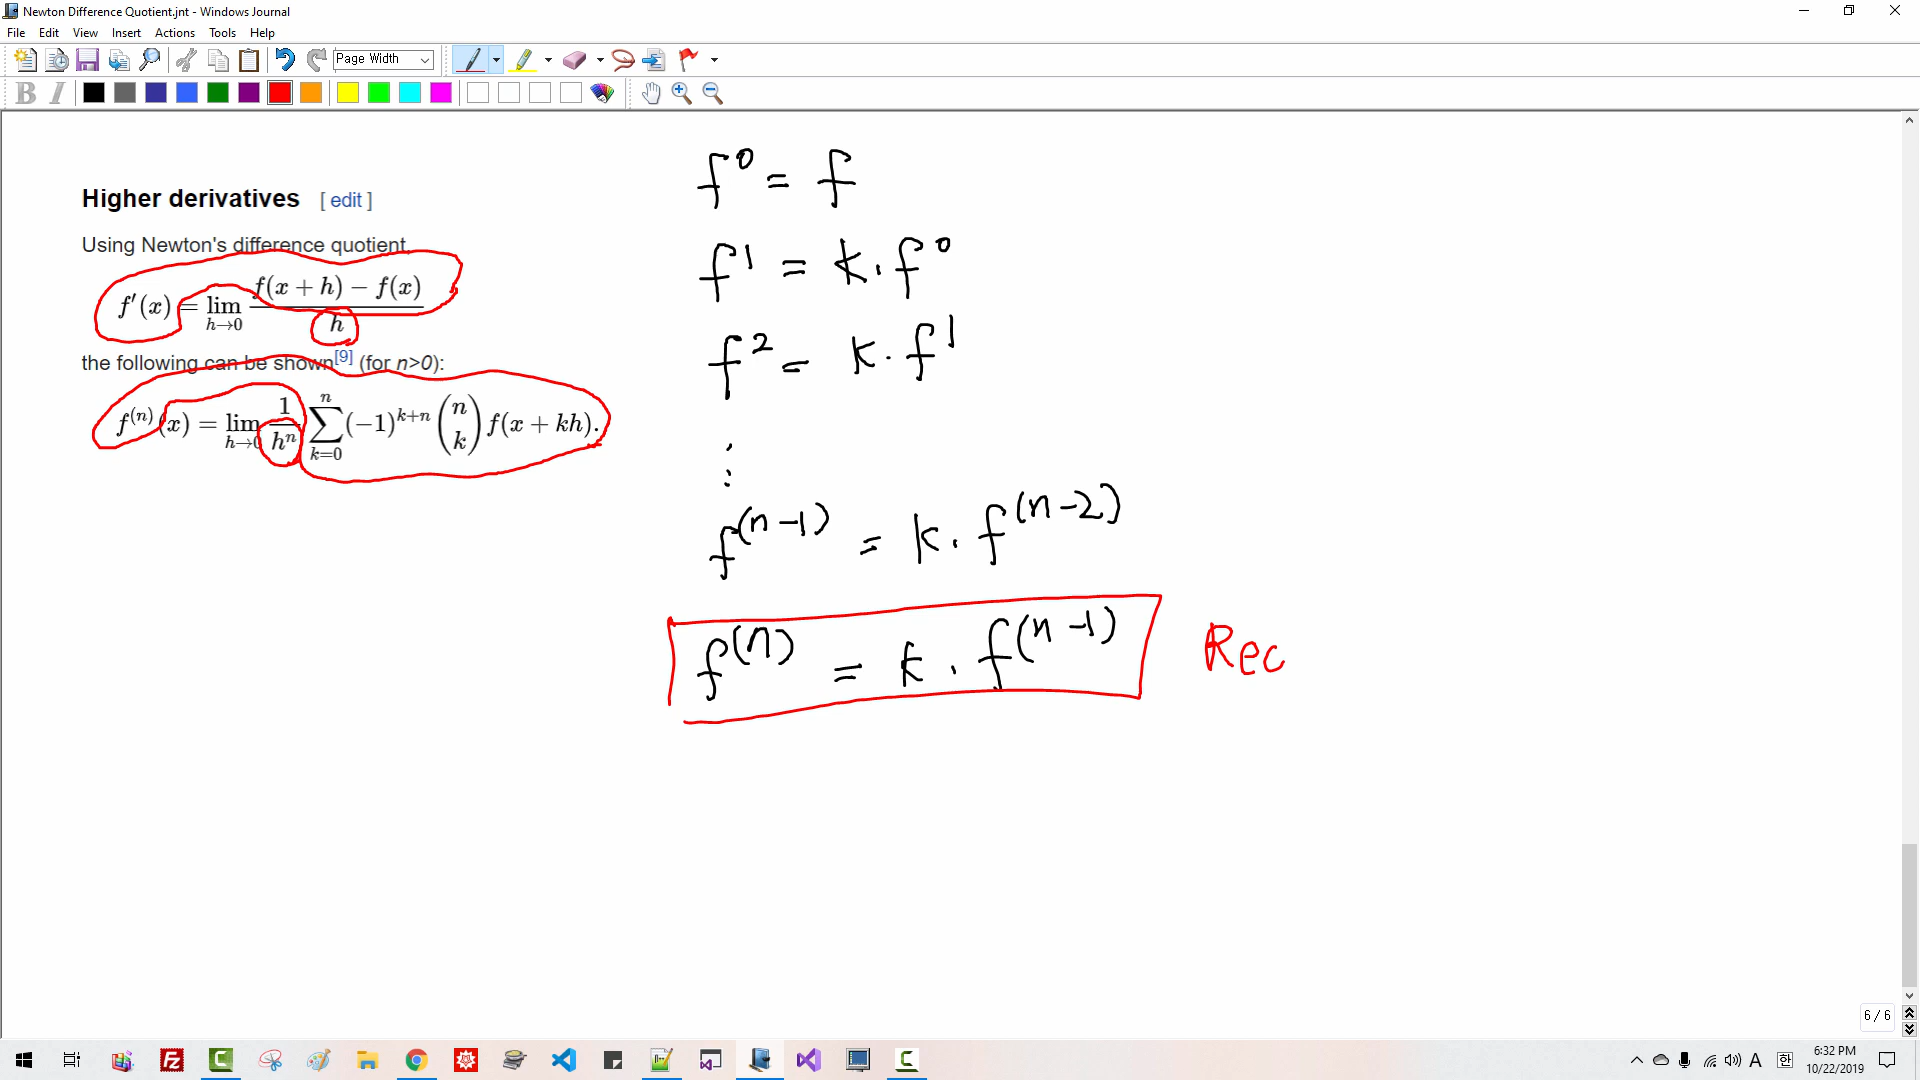 Newton Difference Quotient.jnt - Windows Journal
File Edit View Insert Actions Tools Help
Page Width
B I
Higher derivatives [ edit ]
Using Newton's difference quotient,
f′(x) = lim h→0 f(x + h) − f(x) / h
the following can be shown[9] (for n>0):
f^(n)(x) = lim h→0 1/h^n ∑ k=0 n (−1)^k+n (n k) f(x + kh).
f^0 = f
f^1 = k. f^0
f^2 = k. f^1
⋮
f^(n-1) = k. f^(n-2)
f^(n) = k. f^(n-1) Rec
6 / 6
A 한 6:32 PM
10/22/2019